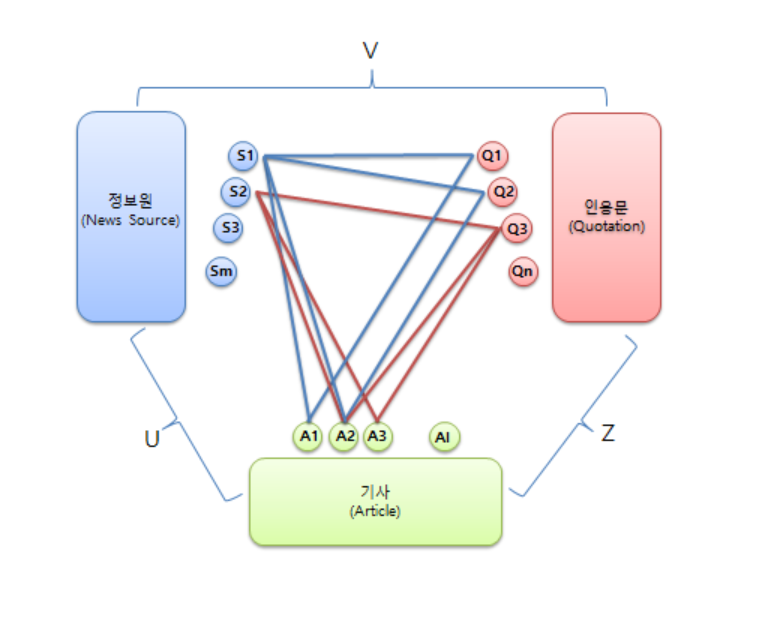 V
정보원
(News Source)
S1
S2
S3
Sm
Q1
Q2
Q3
Qn
인용문
(Quotation)
U
Z
A1
A2
A3
Al
기사
(Article)